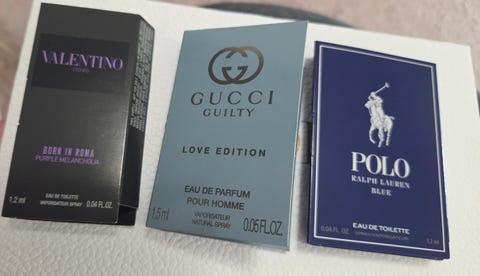 VALENTINO
UOMO
BORN IN ROMA
PURPLE MELANCHOLIA
EAU DE TOILETTE
1.2 ml VAPORISATEUR SPRAY 0.04 FL.OZ.
GUCCI
GUILTY
LOVE EDITION
EAU DE PARFUM
POUR HOMME
VAPORISATEUR
1.5ml NATURAL SPRAY 0.05 FL.OZ.
POLO
RALPH LAUREN
BLUE
EAU DE TOILETTE
0.04 FL. OZ. 1.2 ml